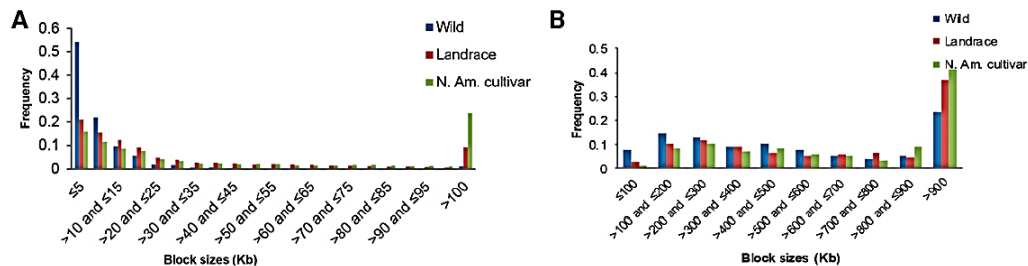 A
0.6
0.5
0.4
0.3
0.2
0.1
0
Frequency
Wild
Landrace
N. Am. cultivar
≤5
>10 and ≤15
>20 and ≤25
>30 and ≤35
>40 and ≤45
>50 and ≤55
>60 and ≤65
>70 and ≤75
>80 and ≤85
>90 and ≤95
>100
Block sizes (Kb)
B
0.5
0.4
0.3
0.2
0.1
0
Frequency
Wild
Landrace
N. Am. cultivar
≤100
>100 and ≤200
>200 and ≤300
>300 and ≤400
>400 and ≤500
>500 and ≤600
>600 and ≤700
>700 and ≤800
>800 and ≤900
>900
Block sizes (Kb)